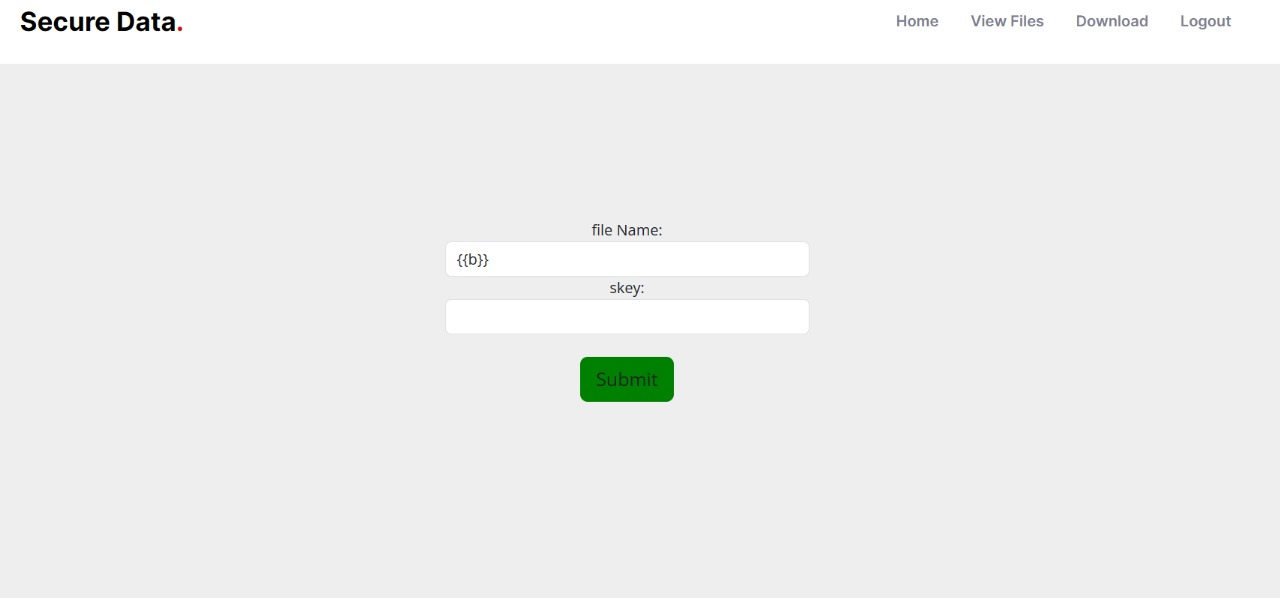 Secure Data.
Home View Files Download Logout
file Name:
{{b}}
skey:
Submit